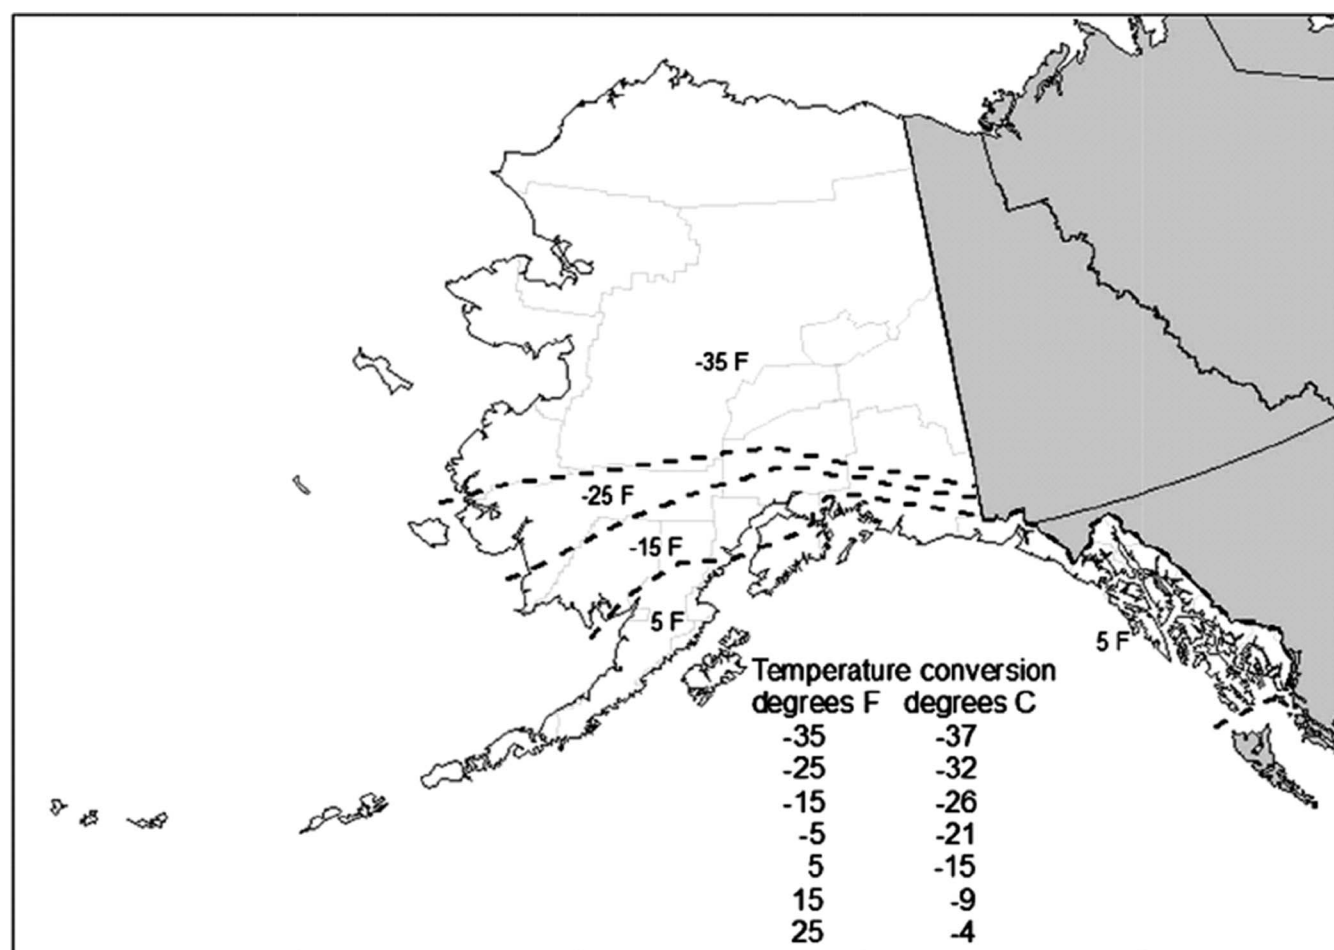 -35 F
-25 F
-15 F
5 F
5 F
Temperature conversion
degrees F degrees C
-35 -37
-25 -32
-15 -26
-5 -21
5 -15
15 -9
25 -4